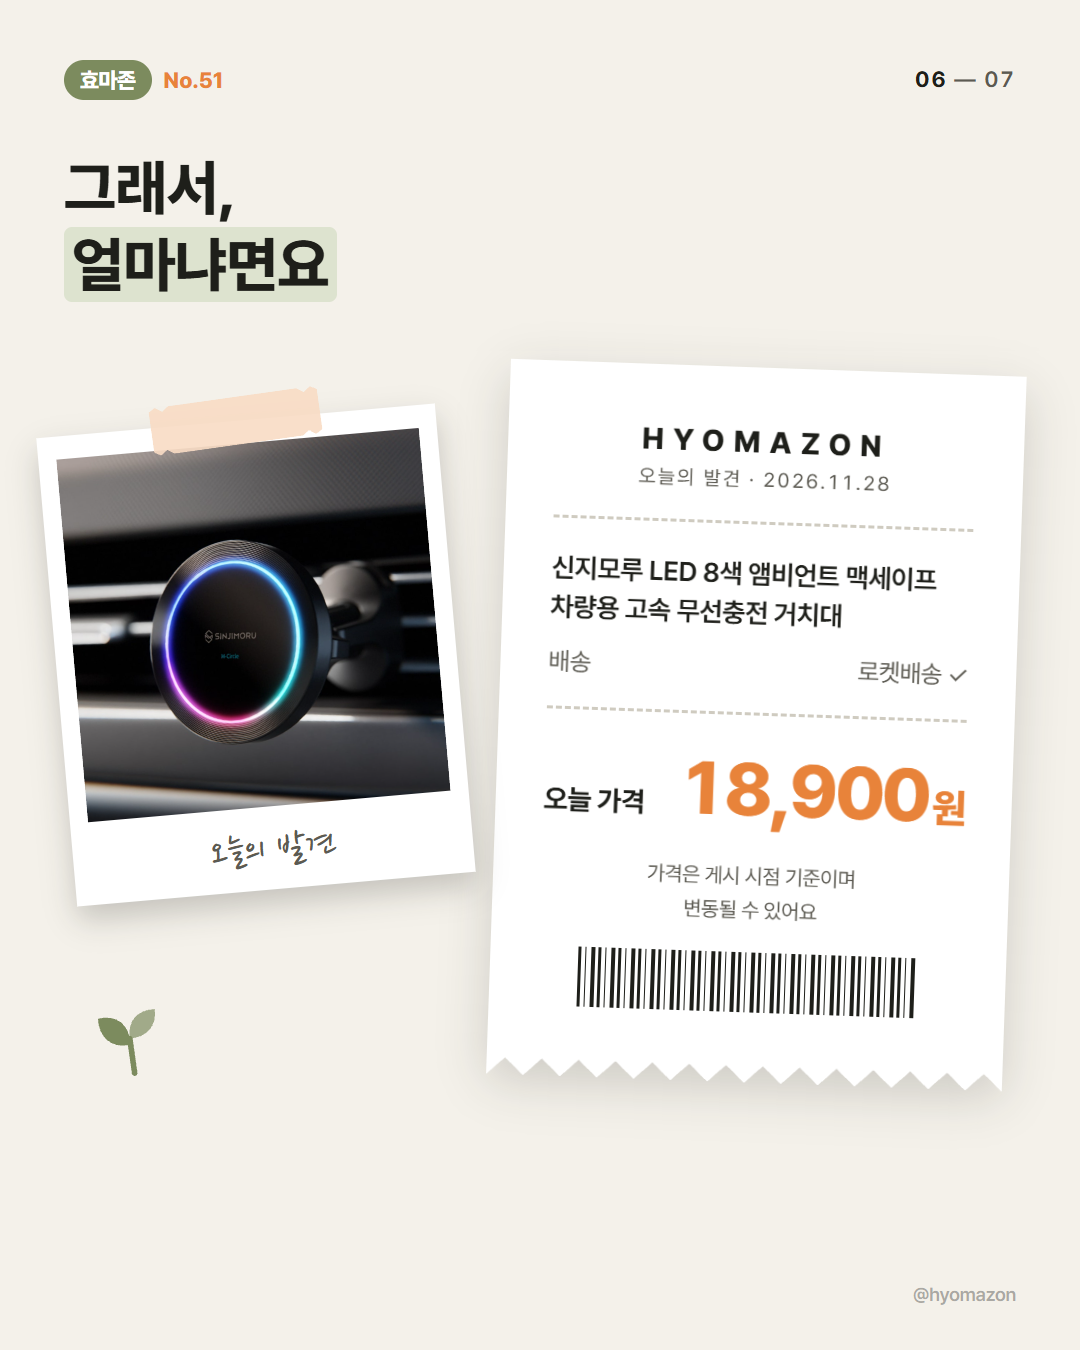 효마존 No.51
06 — 07
그래서,
얼마냐면요
SINJIMORU
M-Circle
오늘의 발견
HYOMAZON
오늘의 발견 · 2026.11.28
신지모루 LED 8색 앰비언트 맥세이프
차량용 고속 무선충전 거치대
배송 로켓배송 ✓
오늘 가격 18,900원
가격은 게시 시점 기준이며
변동될 수 있어요
@hyomazon